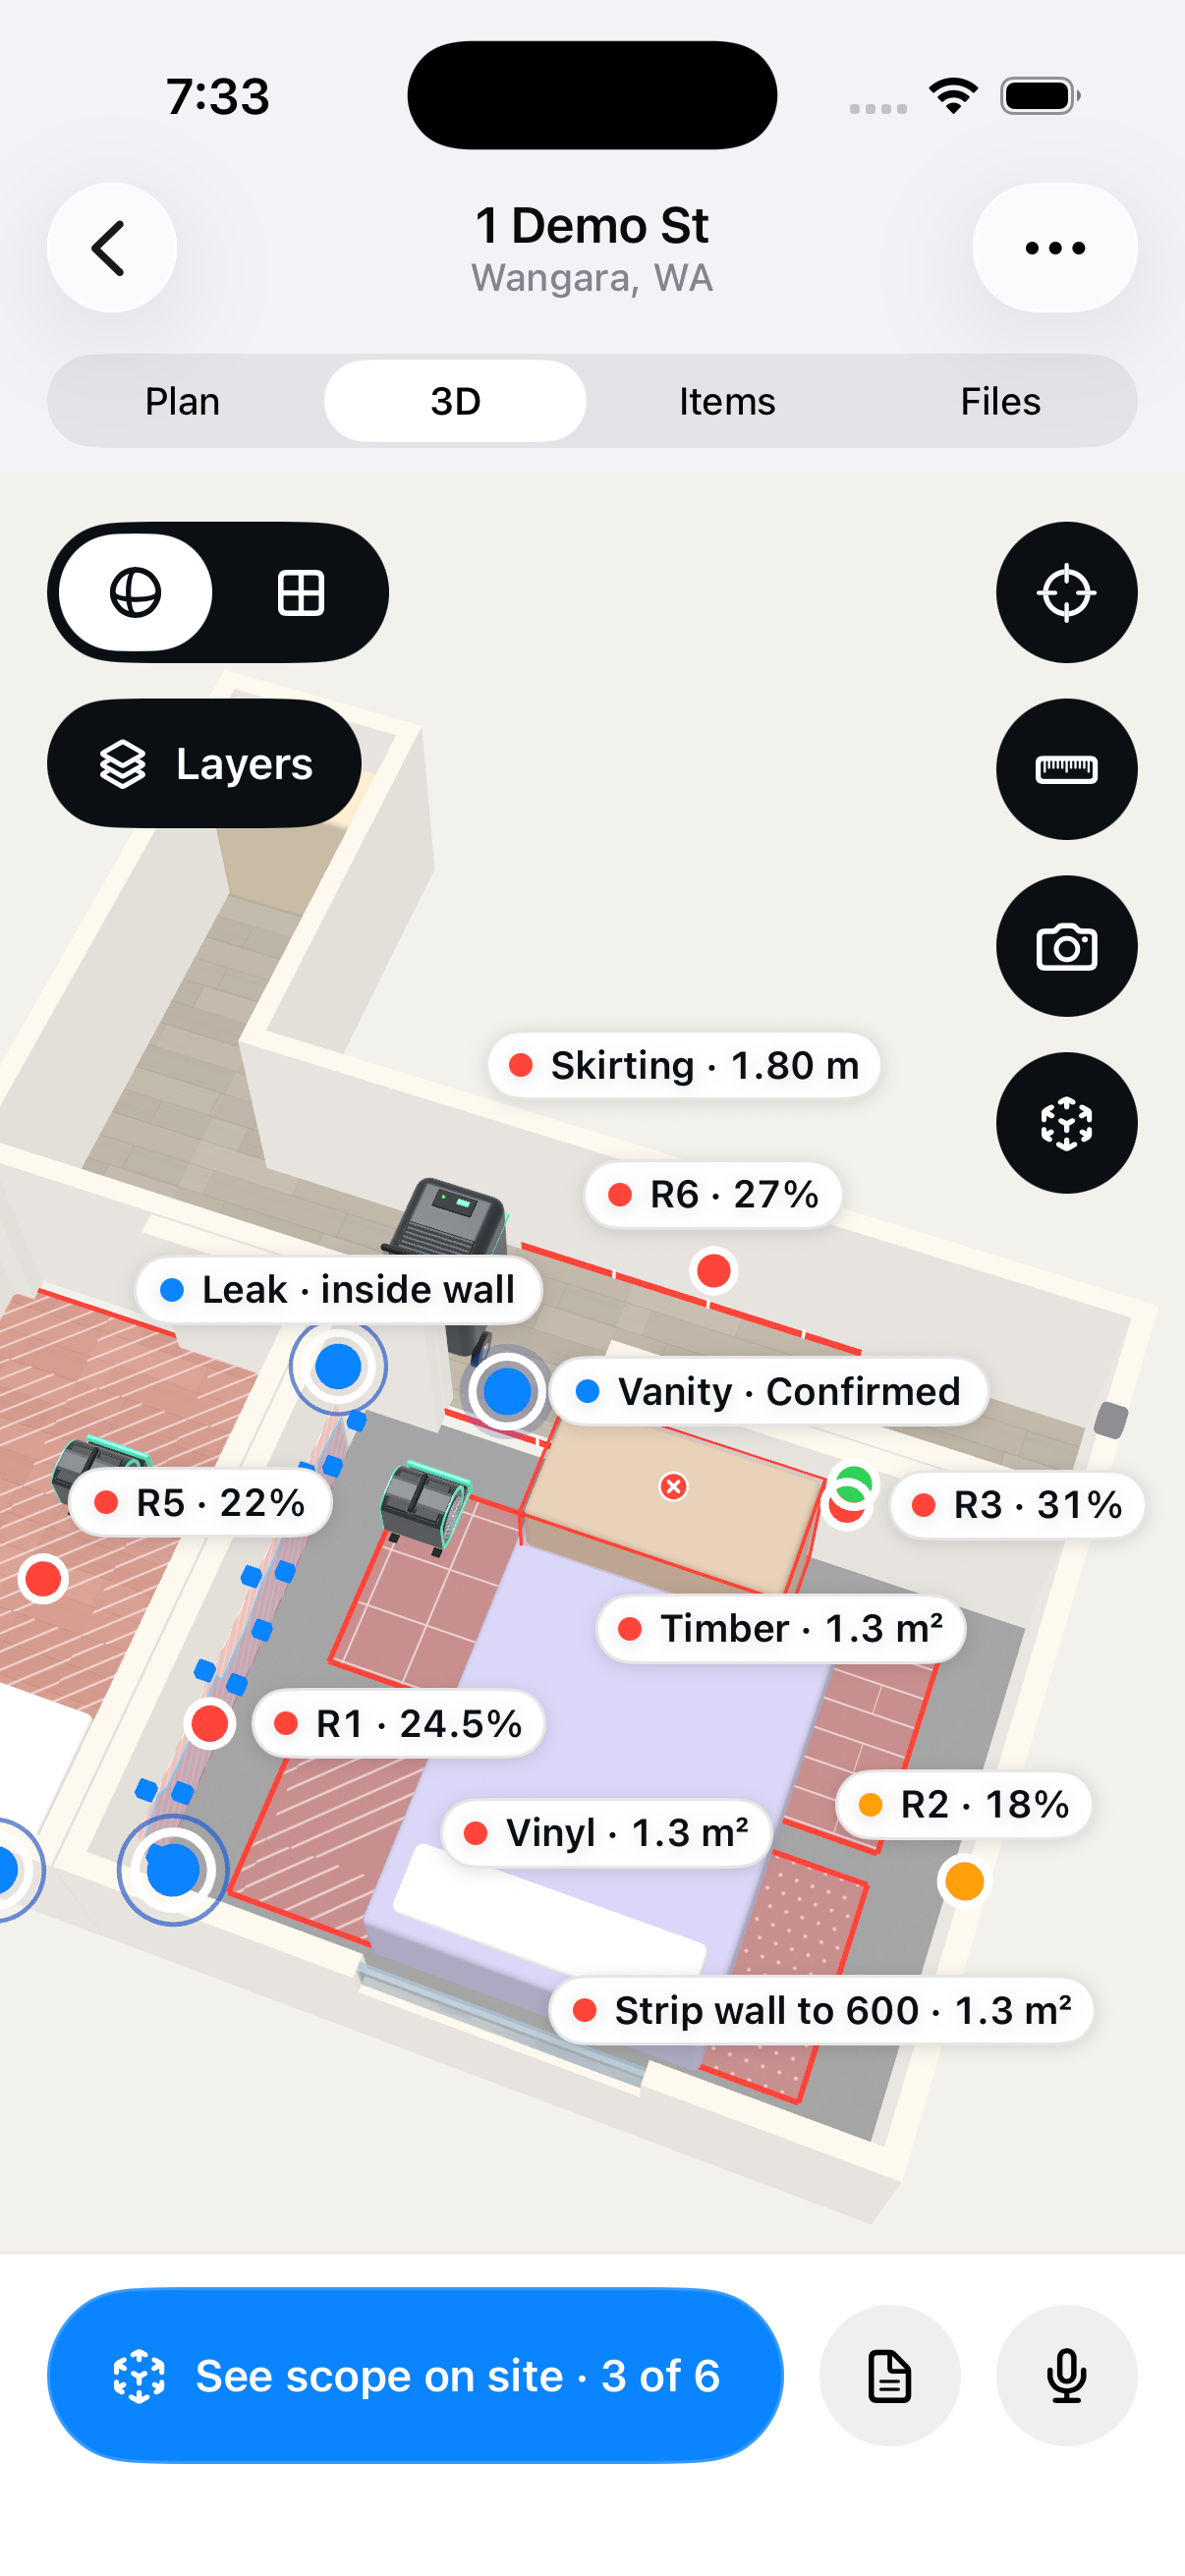 7:33
1 Demo St
Wangara, WA
Plan
3D
Items
Files
Layers
Skirting · 1.80 m
R6 · 27%
Leak · inside wall
Vanity · Confirmed
R5 · 22%
R3 · 31%
Timber · 1.3 m²
R1 · 24.5%
R2 · 18%
Vinyl · 1.3 m²
Strip wall to 600 · 1.3 m²
See scope on site · 3 of 6